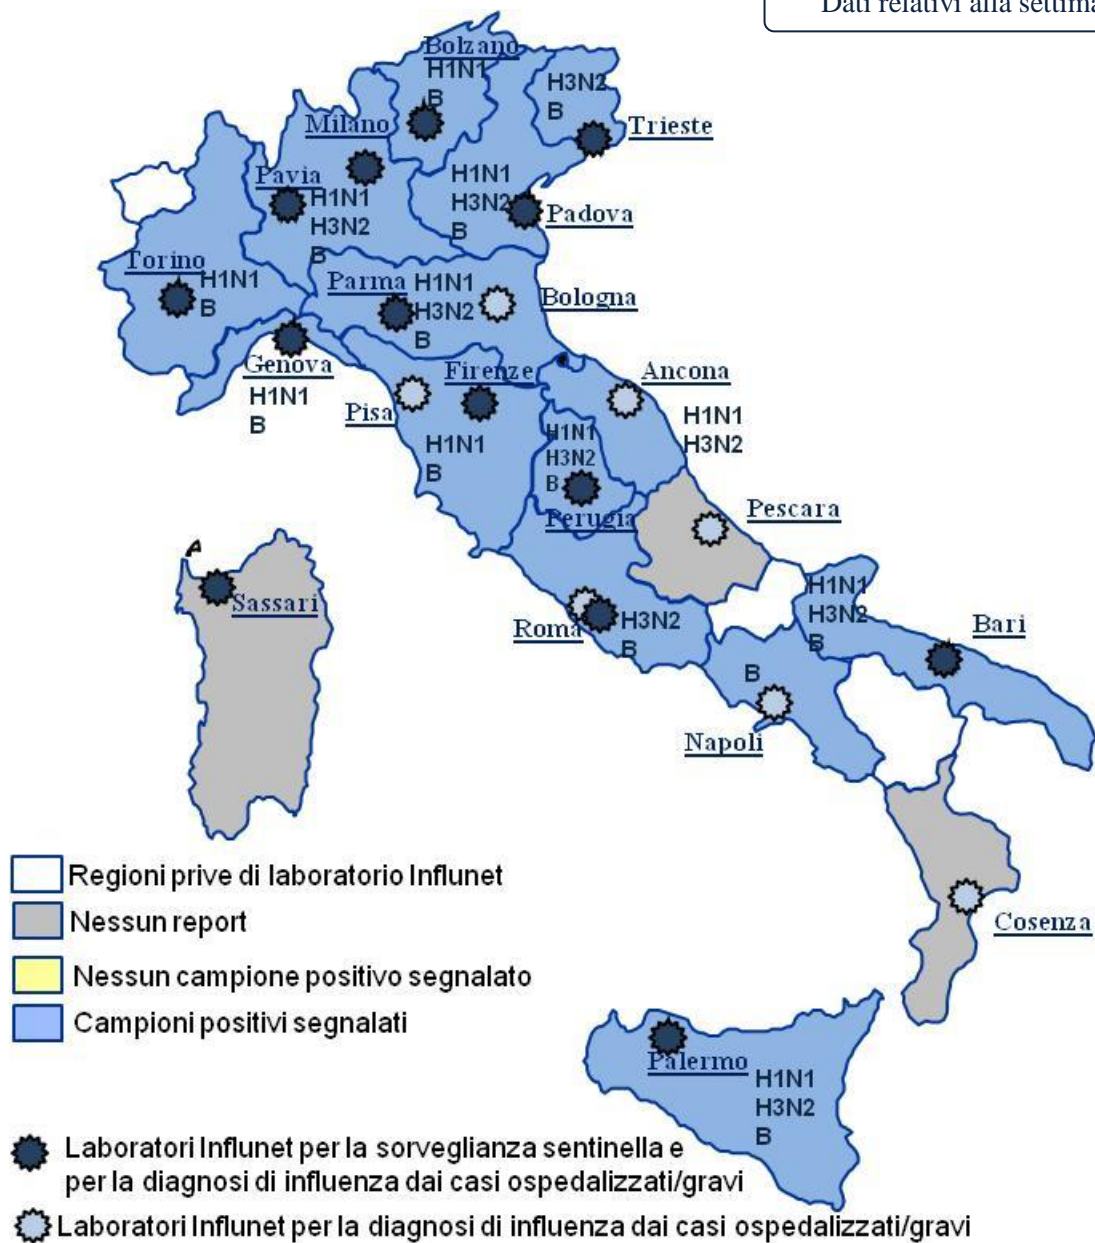 Dati relativi alla settima
Bolzano
H1N1
B
H3N2
B
Trieste
Milano
Pavia
H1N1
H3N2
B
H1N1
H3N2
B
Padova
Torino
H1N1
B
Parma
H1N1
H3N2
B
Bologna
Genova
H1N1
B
Firenze
Pisa
H1N1
B
Ancona
H1N1
H3N2
H1N1
H3N2
B
Perugia
Pescara
Sassari
Roma
H3N2
B
H1N1
H3N2
B
Bari
B
Napoli
Cosenza
Regioni prive di laboratorio Influnet
Nessun report
Nessun campione positivo segnalato
Campioni positivi segnalati
Palermo
H1N1
H3N2
B
Laboratori Influnet per la sorveglianza sentinella e
per la diagnosi di influenza dai casi ospedalizzati/gravi
Laboratori Influnet per la diagnosi di influenza dai casi ospedalizzati/gravi